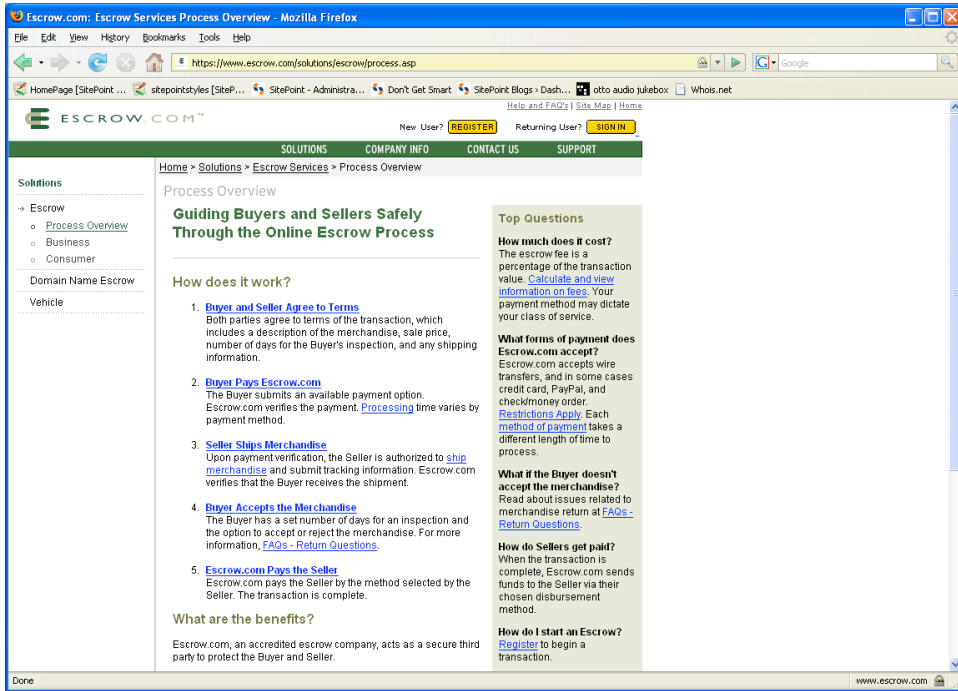 Escrow.com: Escrow Services Process Overview - Mozilla Firefox
File Edit View History Bookmarks Tools Help
https://www.escrow.com/solutions/escrow/process.asp
G Google
HomePage [SitePoint ... sitepointstyles [SiteP... SitePoint - Administra... Don't Get Smart SitePoint Blogs › Dash... otto audio jukebox Whois.net
Help and FAQ's | Site Map | Home
ESCROW.COM™
New User? REGISTER Returning User? SIGN IN
SOLUTIONS COMPANY INFO CONTACT US SUPPORT
Home > Solutions > Escrow Services > Process Overview
Solutions
Escrow
Process Overview
Business
Consumer
Domain Name Escrow
Vehicle
Process Overview
Guiding Buyers and Sellers Safely
Through the Online Escrow Process
How does it work?
1. Buyer and Seller Agree to Terms
Both parties agree to terms of the transaction, which
includes a description of the merchandise, sale price,
number of days for the Buyer's inspection, and any shipping
information.
2. Buyer Pays Escrow.com
The Buyer submits an available payment option.
Escrow.com verifies the payment. Processing time varies by
payment method.
3. Seller Ships Merchandise
Upon payment verification, the Seller is authorized to ship
merchandise and submit tracking information. Escrow.com
verifies that the Buyer receives the shipment.
4. Buyer Accepts the Merchandise
The Buyer has a set number of days for an inspection and
the option to accept or reject the merchandise. For more
information, FAQs - Return Questions.
5. Escrow.com Pays the Seller
Escrow.com pays the Seller by the method selected by the
Seller. The transaction is complete.
What are the benefits?
Escrow.com, an accredited escrow company, acts as a secure third
party to protect the Buyer and Seller.
Top Questions
How much does it cost?
The escrow fee is a
percentage of the transaction
value. Calculate and view
information on fees. Your
payment method may dictate
your class of service.
What forms of payment does
Escrow.com accept?
Escrow.com accepts wire
transfers, and in some cases
credit card, PayPal, and
check/money order.
Restrictions Apply. Each
method of payment takes a
different length of time to
process.
What if the Buyer doesn't
accept the merchandise?
Read about issues related to
merchandise return at FAQs -
Return Questions.
How do Sellers get paid?
When the transaction is
complete, Escrow.com sends
funds to the Seller via their
chosen disbursement
method.
How do I start an Escrow?
Register to begin a
transaction.
Done
www.escrow.com